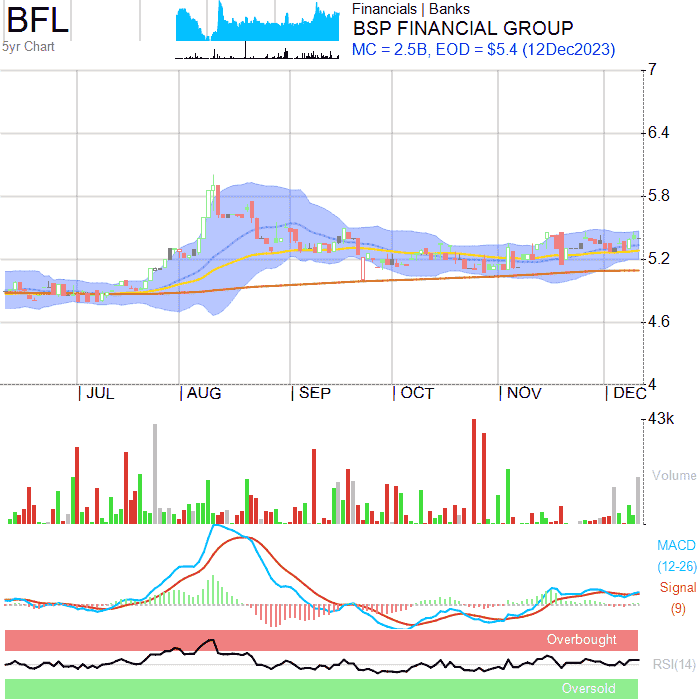 BFL
5yr Chart
Financials | Banks
BSP FINANCIAL GROUP
MC = 2.5B, EOD = $5.4 (12Dec2023)
7
6.4
5.8
5.2
4.6
4
| JUL | AUG | SEP | OCT | NOV | DEC
43k
Volume
MACD
(12-26)
Signal
(9)
Overbought
RSI(14)
Oversold